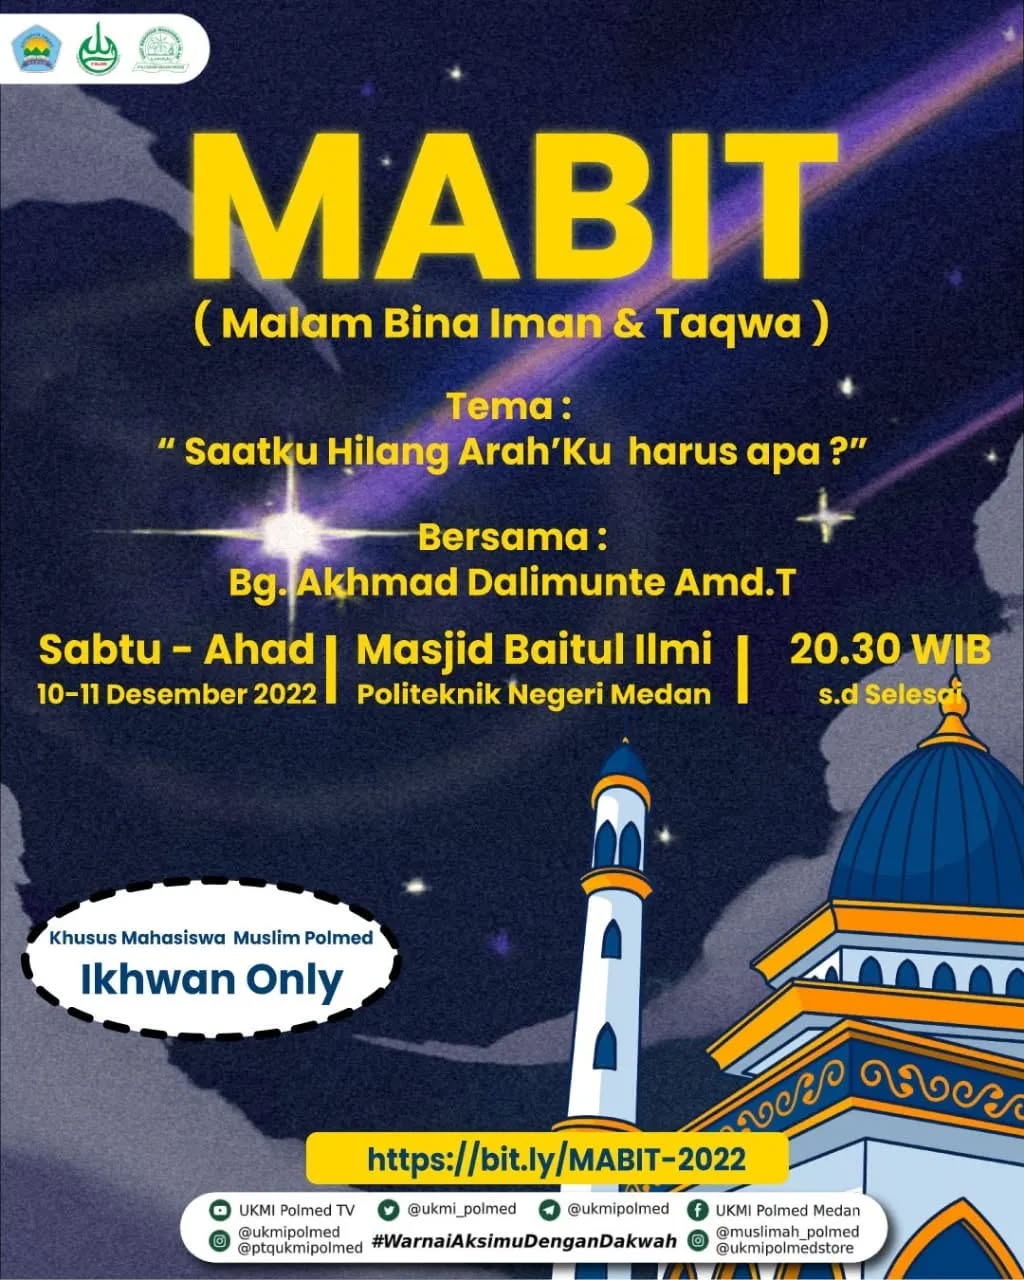 MABIT
( Malam Bina Iman & Taqwa )
Tema :
“ Saatku Hilang Arah’Ku harus apa ?”
Bersama :
Bg. Akhmad Dalimunte Amd.T
Sabtu - Ahad
10-11 Desember 2022
Masjid Baitul Ilmi
Politeknik Negeri Medan
20.30 WIB
s.d Selesai
Khusus Mahasiswa Muslim Polmed
Ikhwan Only
https://bit.ly/MABIT-2022
UKMI Polmed TV
@ukmi_polmed
@ukmipolmed
UKMI Polmed Medan
@ukmipolmed
@ptqukmipolmed
#WarnaiAksimuDenganDakwah
@muslimah_polmed
@ukmipolmedstore